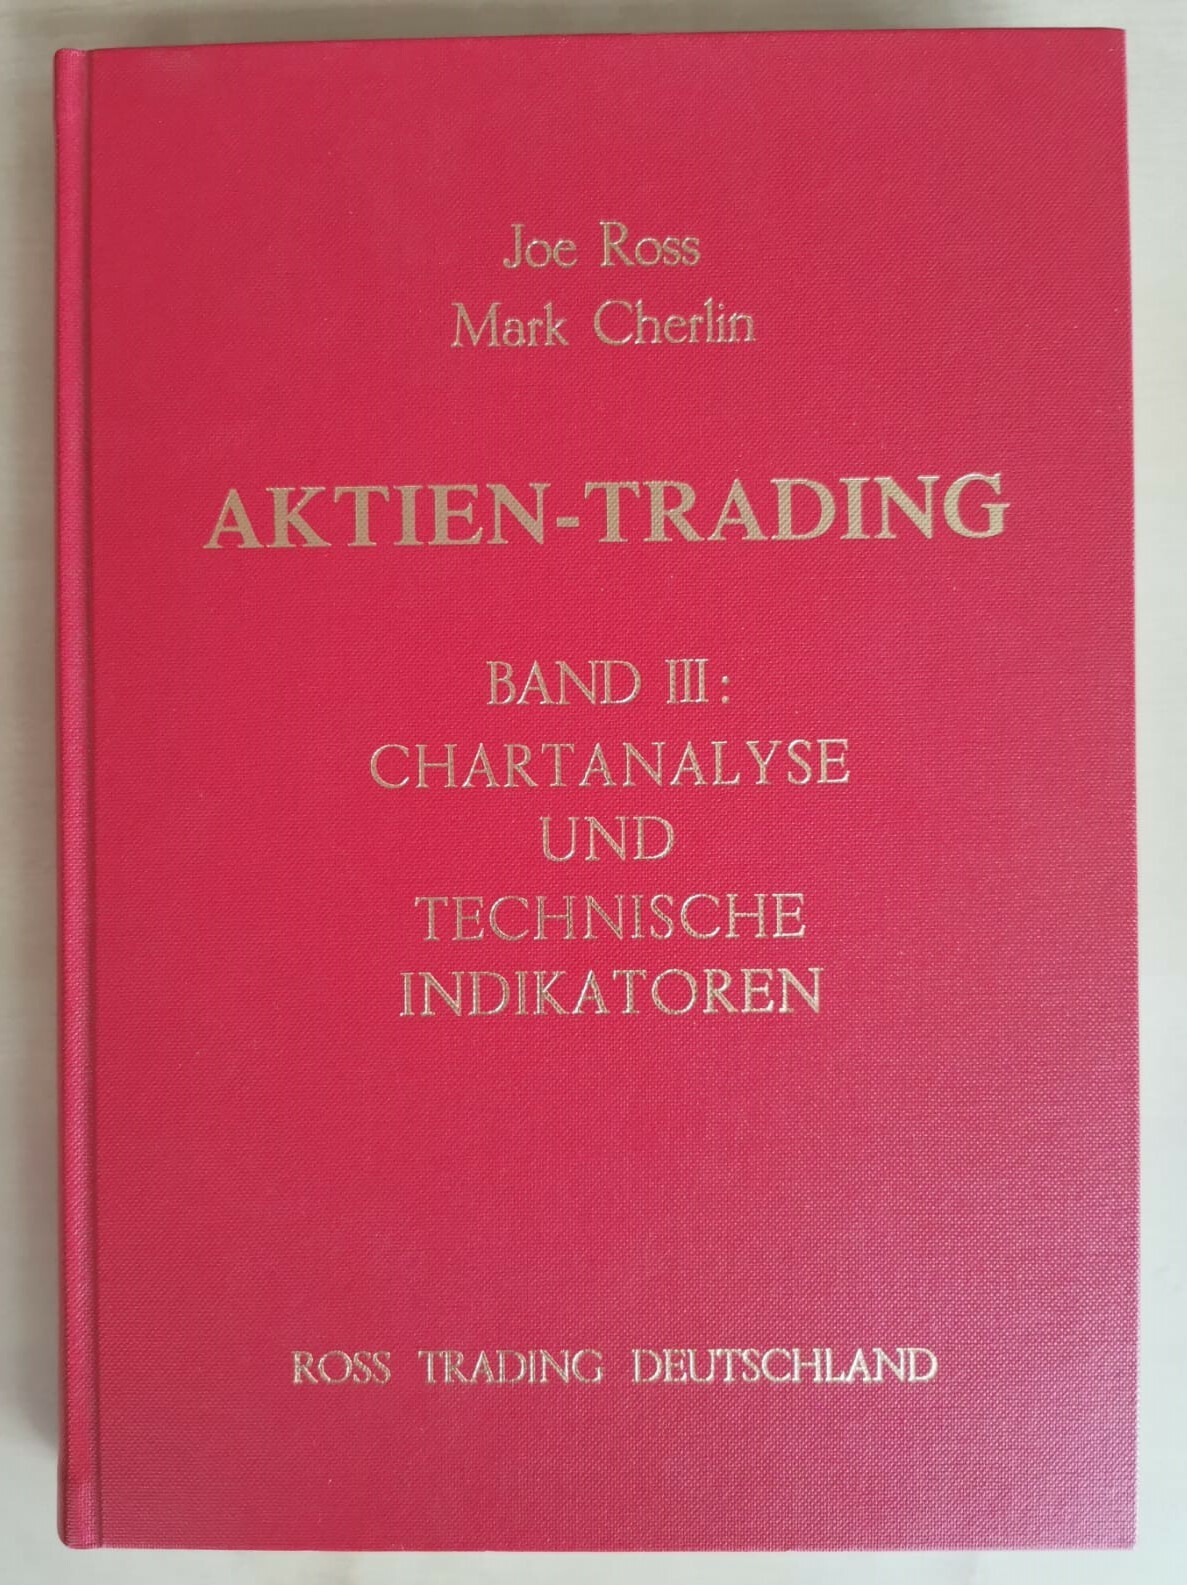 Joe Ross
Mark Cherlin
AKTIEN-TRADING
BAND III:
CHARTANALYSE
UND
TECHNISCHE
INDIKATOREN
ROSS TRADING DEUTSCHLAND